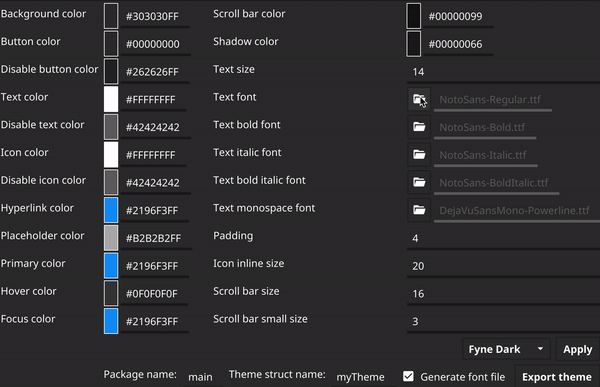 Background color #303030FF Scroll bar color #00000099
Button color #00000000 Shadow color #00000066
Disable button color #262626FF Text size 14
Text color #FFFFFFFF Text font NotoSans-Regular.ttf
Disable text color #42424242 Text bold font NotoSans-Bold.ttf
Icon color #FFFFFFFF Text italic font NotoSans-Italic.ttf
Disable icon color #42424242 Text bold italic font NotoSans-BoldItalic.ttf
Hyperlink color #2196F3FF Text monospace font DejaVuSansMono-Powerline.ttf
Placeholder color #B2B2B2FF Padding 4
Primary color #2196F3FF Icon inline size 20
Hover color #0F0F0F0F Scroll bar size 16
Focus color #2196F3FF Scroll bar small size 3
Fyne Dark Apply
Package name: main Theme struct name: myTheme Generate font file Export theme